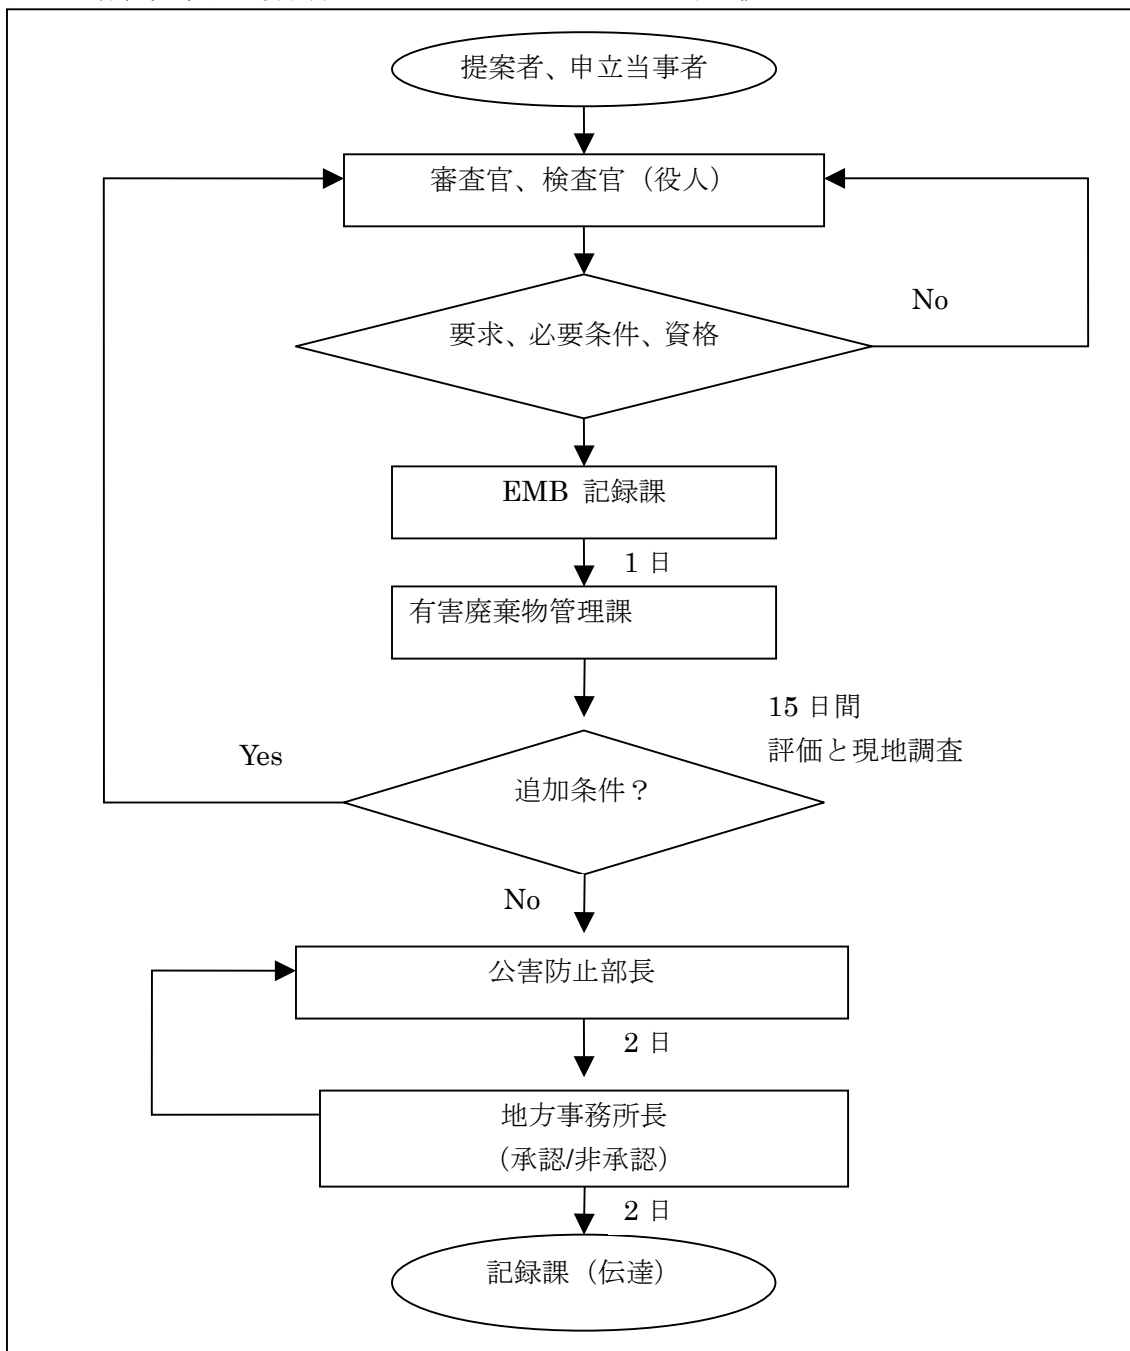 提案者、申立当事者
審査官、検査官（役人）
No
要求、必要条件、資格
EMB 記録課
1 日
有害廃棄物管理課
15 日間
評価と現地調査
Yes
追加条件？
No
公害防止部長
2 日
地方事務所長
（承認/非承認）
2 日
記録課（伝達）